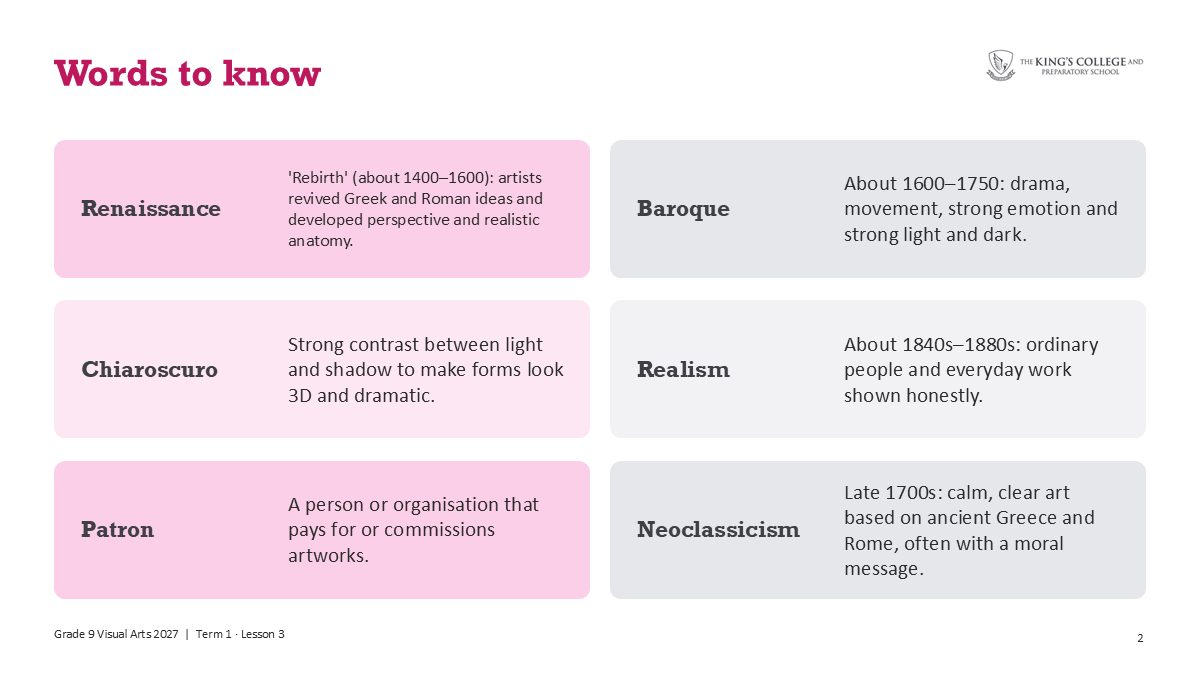 Words to know
THE KING'S COLLEGE AND
PREPARATORY SCHOOL
Renaissance
'Rebirth' (about 1400–1600): artists
revived Greek and Roman ideas and
developed perspective and realistic
anatomy.
Baroque
About 1600–1750: drama,
movement, strong emotion and
strong light and dark.
Chiaroscuro
Strong contrast between light
and shadow to make forms look
3D and dramatic.
Realism
About 1840s–1880s: ordinary
people and everyday work
shown honestly.
Patron
A person or organisation that
pays for or commissions
artworks.
Neoclassicism
Late 1700s: calm, clear art
based on ancient Greece and
Rome, often with a moral
message.
Grade 9 Visual Arts 2027 | Term 1 · Lesson 3
2